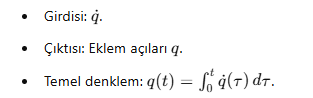 • Girdisi: q̇.
• Çıktısı: Eklem açıları q.
• Temel denklem: q(t) = ∫₀ᵗ q̇(τ) dτ.